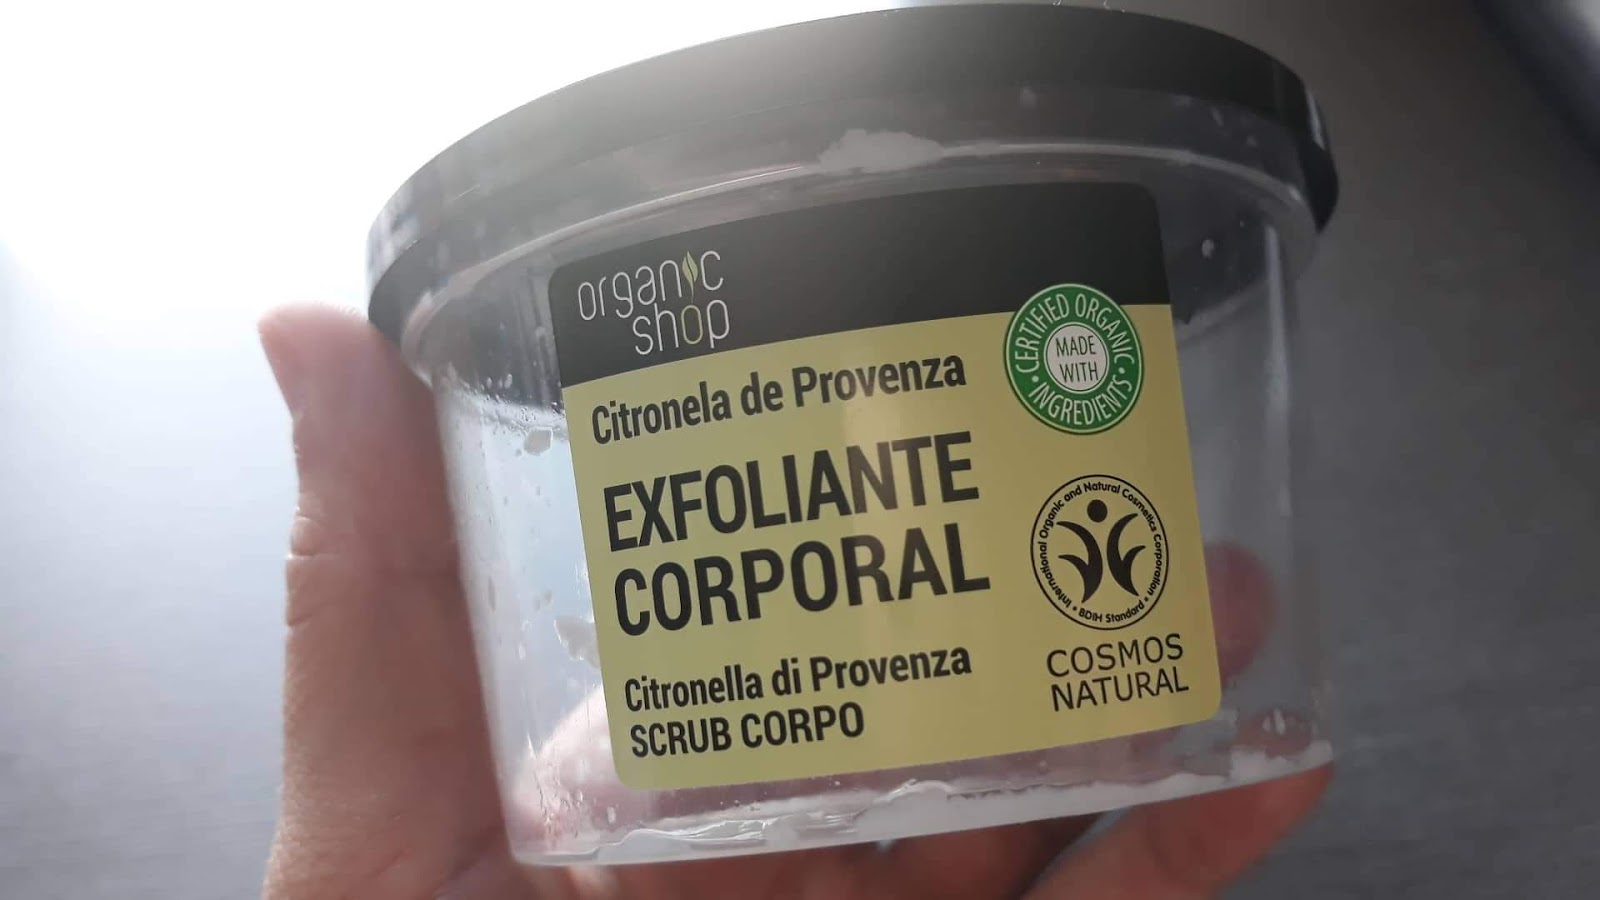 organic
shop
Citronela de Provenza
EXFOLIANTE
CORPORAL
Citronella di Provenza
SCRUB CORPO
CERTIFIED ORGANIC
MADE
WITH
• INGREDIENTS •
International Organic and Natural Cosmetics Corporation
• BDIH Standard •
COSMOS
NATURAL